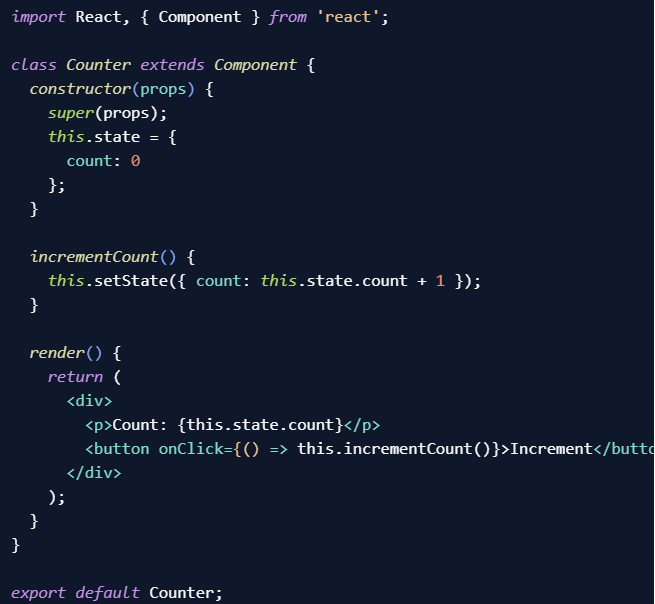 import React, { Component } from 'react';
class Counter extends Component {
constructor(props) {
super(props);
this.state = {
count: 0
};
}
incrementCount() {
this.setState({ count: this.state.count + 1 });
}
render() {
return (
<div>
<p>Count: {this.state.count}</p>
<button onClick={() => this.incrementCount()}>Increment</butto
</div>
);
}
}
export default Counter;